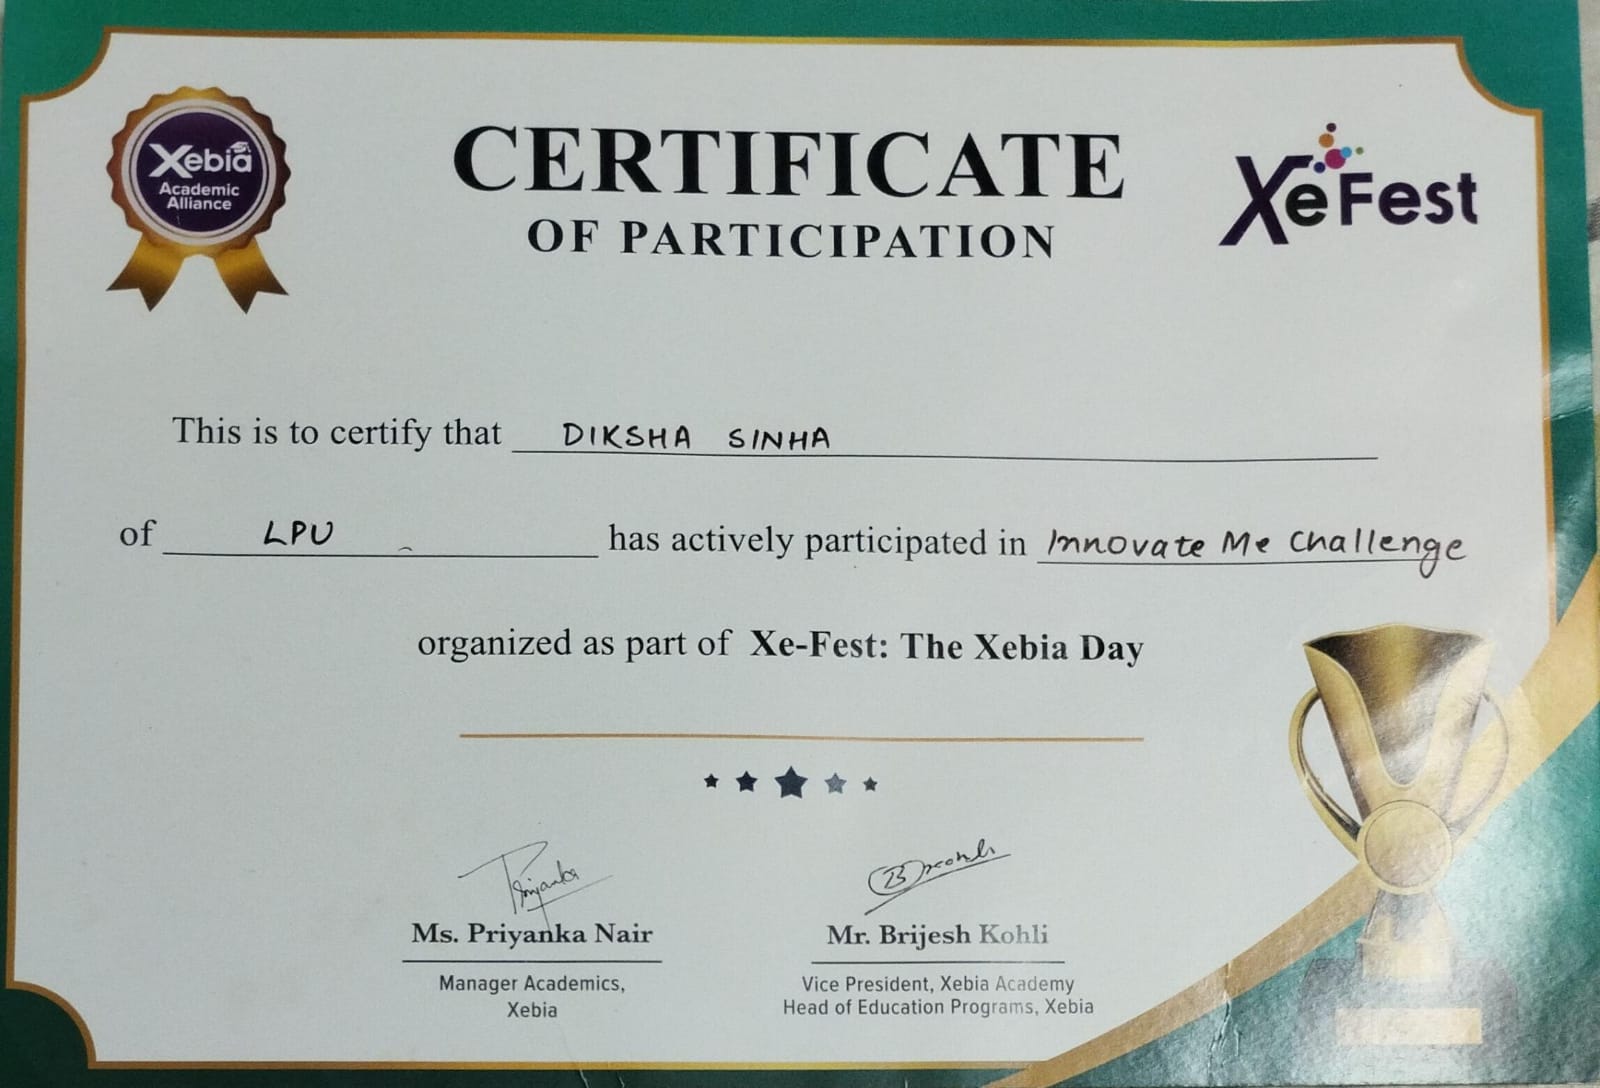 Xebia
Academic
Alliance
CERTIFICATE
OF PARTICIPATION
XeFest
This is to certify that DIKSHA SINHA
of LPU has actively participated in Innovate Me Challenge
organized as part of Xe-Fest: The Xebia Day
Priyanka
Ms. Priyanka Nair
Manager Academics,
Xebia
Mr. Brijesh Kohli
Vice President, Xebia Academy
Head of Education Programs, Xebia